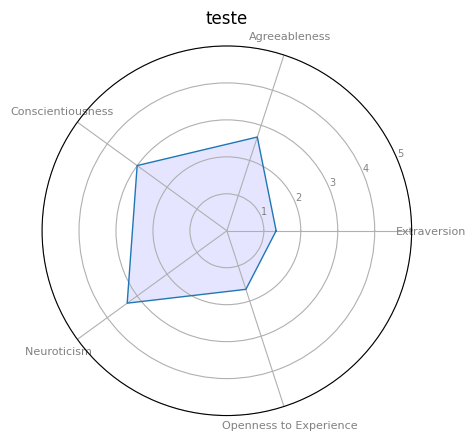 teste
Agreeableness
Conscientiousness
5
4
3
2
1
Extraversion
Neuroticism
Openness to Experience